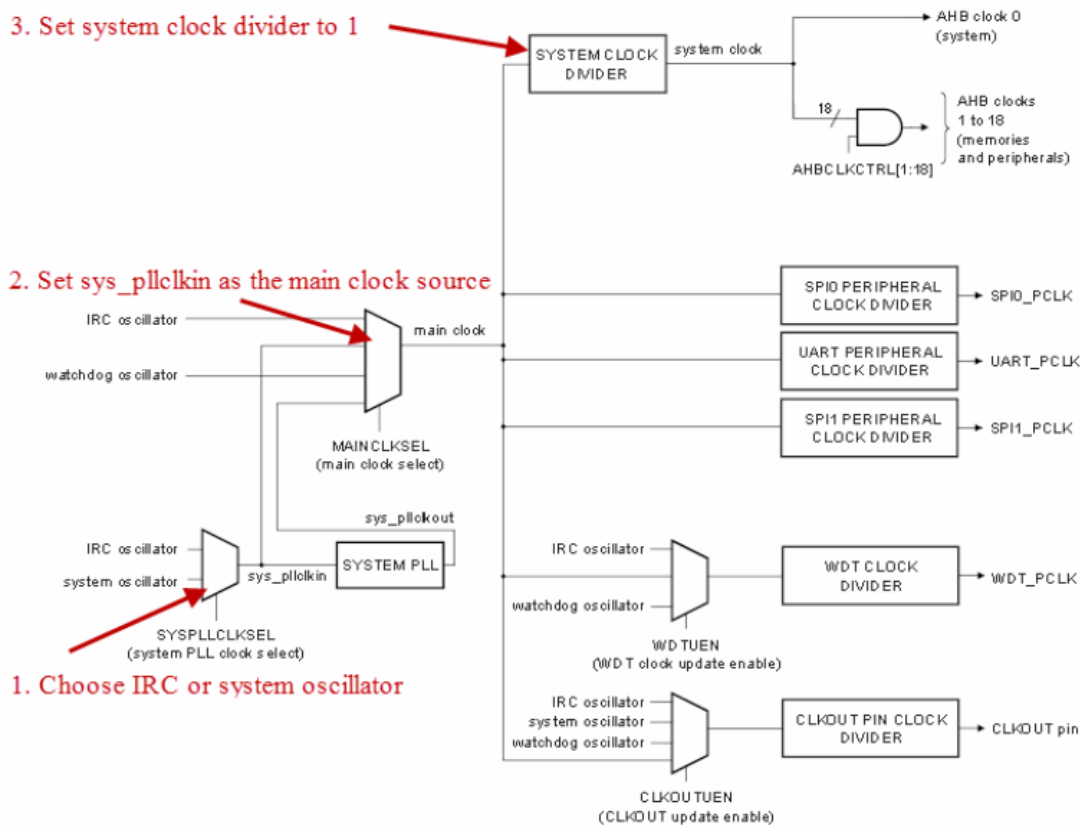 3. Set system clock divider to 1
SYSTEM CLOCK
DIVIDER
system clock
AHB clock 0
(system)
18
AHB clocks
1 to 18
(memories
and peripherals)
AHBCLKCTRL[1:18]
2. Set sys_pllclkin as the main clock source
IRC oscillator
main clock
watchdog oscillator
MAINCLKSEL
(main clock select)
SPI0 PERIPHERAL
CLOCK DIVIDER
SPI0_PCLK
UART PERIPHERAL
CLOCK DIVIDER
UART_PCLK
SPI1 PERIPHERAL
CLOCK DIVIDER
SPI1_PCLK
sys_pllclkout
IRC oscillator
system oscillator
sys_pllclkin
SYSTEM PLL
SYSPLLCLKSEL
(system PLL clock select)
1. Choose IRC or system oscillator
IRC oscillator
watchdog oscillator
WDT CLOCK
DIVIDER
WDT_PCLK
WDTUEN
(WDT clock update enable)
IRC oscillator
system oscillator
watchdog oscillator
CLKOUT PIN CLOCK
DIVIDER
CLKOUT pin
CLKOUTUEN
(CLKOUT update enable)